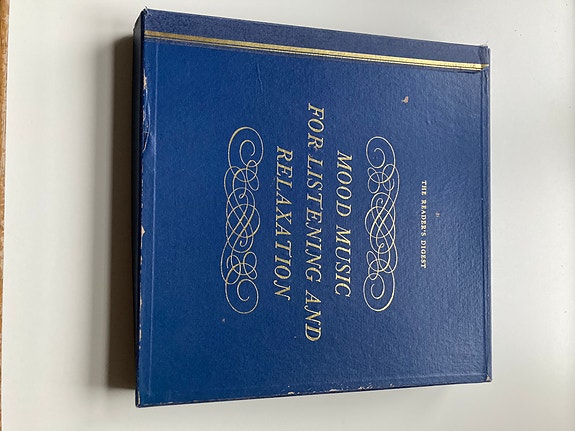 THE READER'S DIGEST
MOOD MUSIC
FOR LISTENING AND
RELAXATION